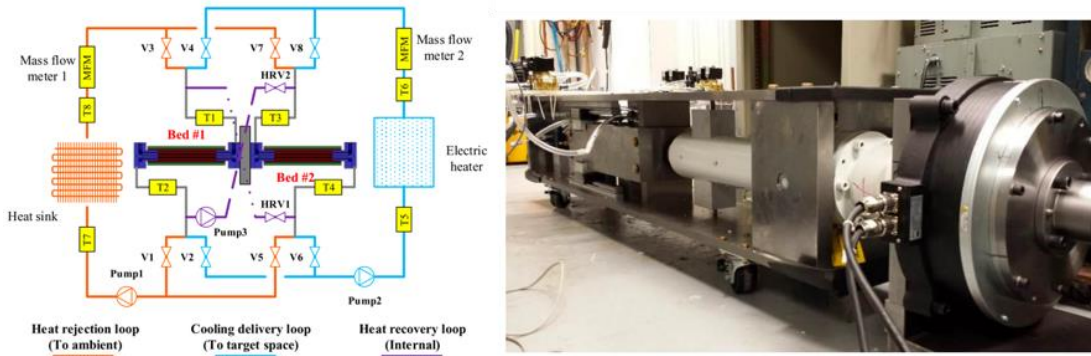 V3
V4
V7
V8
Mass flow
meter 1
MFM
Mass flow
meter 2
MFM
HRV2
T8
T6
T1
T3
Bed #1
Electric
heater
Bed #2
T2
T4
Heat sink
HRV1
T7
T5
Pump3
V1
V2
V5
V6
Pump1
Pump2
Heat rejection loop
(To ambient)
Cooling delivery loop
(To target space)
Heat recovery loop
(Internal)